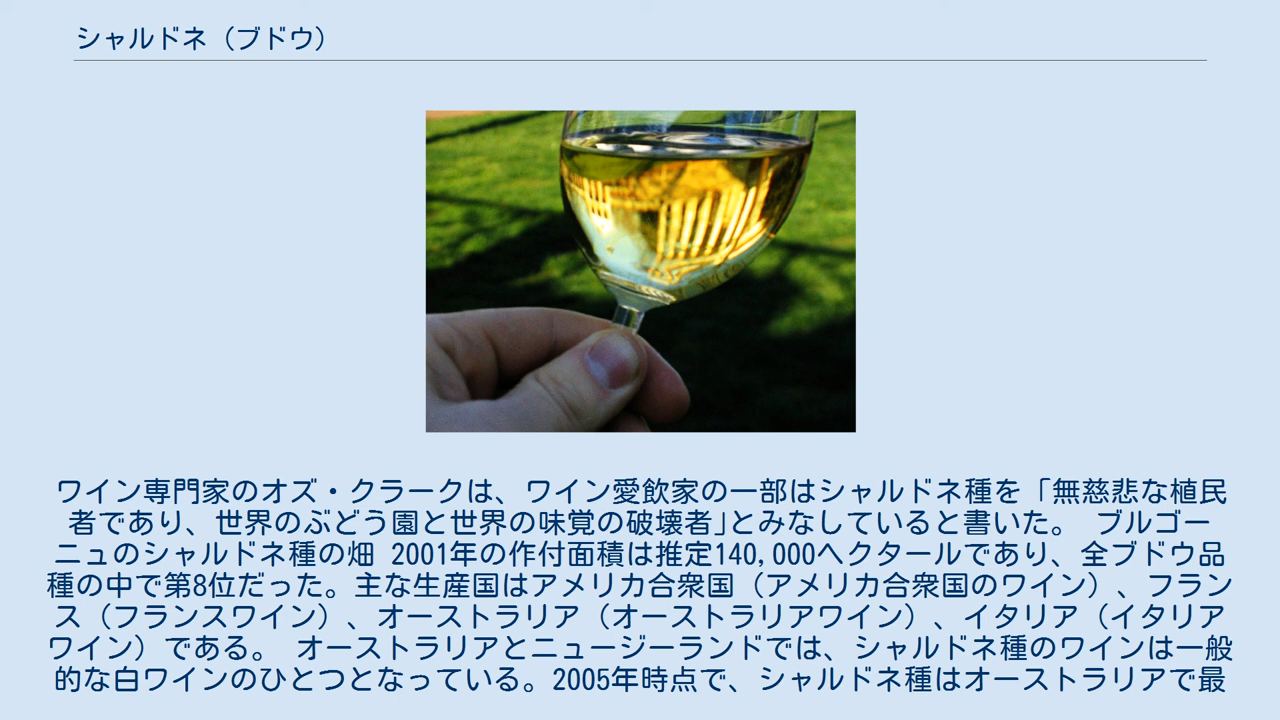 シャルドネ（ブドウ）
ワイン専門家のオズ・クラークは、ワイン愛飲家の一部はシャルドネ種を「無慈悲な植民
者であり、世界のぶどう園と世界の味覚の破壊者」とみなしていると書いた。 ブルゴー
ニュのシャルドネ種の畑 2001年の作付面積は推定140,000ヘクタールであり、全ブドウ品
種の中で第8位だった。主な生産国はアメリカ合衆国（アメリカ合衆国のワイン）、フラン
ス（フランスワイン）、オーストラリア（オーストラリアワイン）、イタリア（イタリア
ワイン）である。 オーストラリアとニュージーランドでは、シャルドネ種のワインは一般
的な白ワインのひとつとなっている。2005年時点で、シャルドネ種はオーストラリアで最